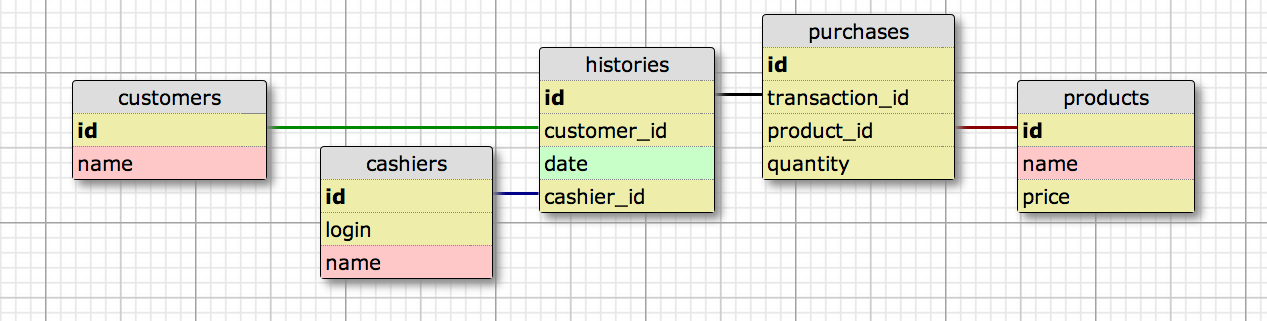 customers
id
name
cashiers
id
login
name
histories
id
customer_id
date
cashier_id
purchases
id
transaction_id
product_id
quantity
products
id
name
price